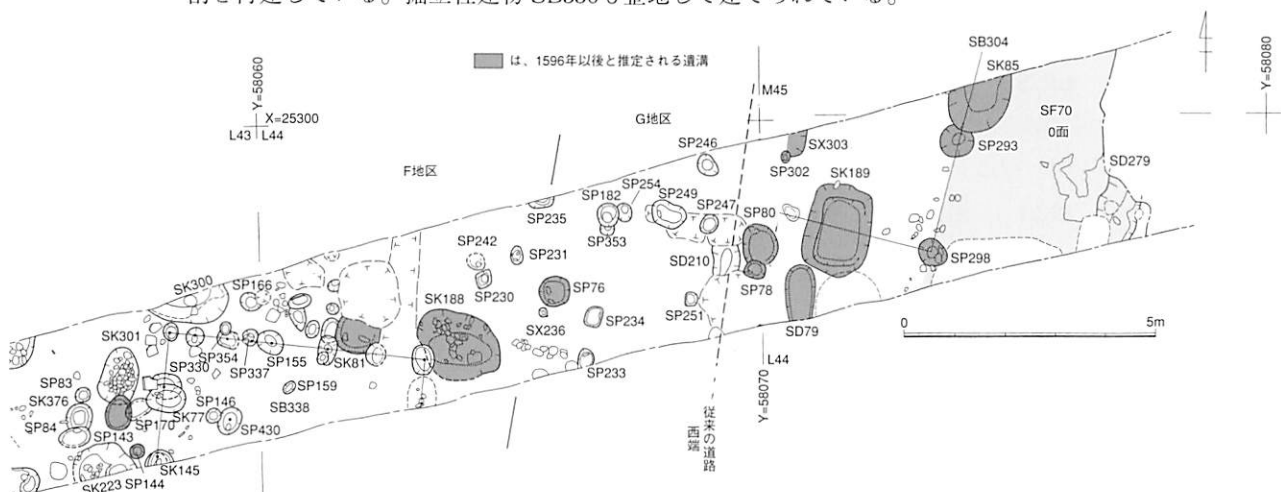 Y=58060
X=25300
L43 L44
は、1596年以後と推定される遺溝
F地区
G地区
M45
SB304
SK85
Y=58080
SF70
0面
SP293
SD279
SX303
SP302
SK189
SP246
SP182
SP254
SP249
SP247
SP80
SP235
SP353
SP242
SP231
SD210
SP298
SK300
SP166
SK188
SP230
SP76
SP78
SX236
SP234
SP251
SD79
0
5m
SK301
SP354
SP155
SK81
SP330
SP337
L44
SP83
SK376
SP159
SP233
Y=58070
SP146
SB338
SP84
SP170
SK77
SP430
従来の道路
西端
SP143
SK145
SK223
SP144